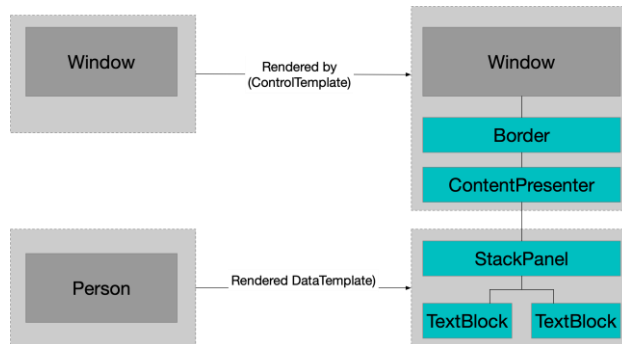 Window
Rendered by
(ControlTemplate)
Window
Border
ContentPresenter
Person
Rendered DataTemplate)
StackPanel
TextBlock
TextBlock